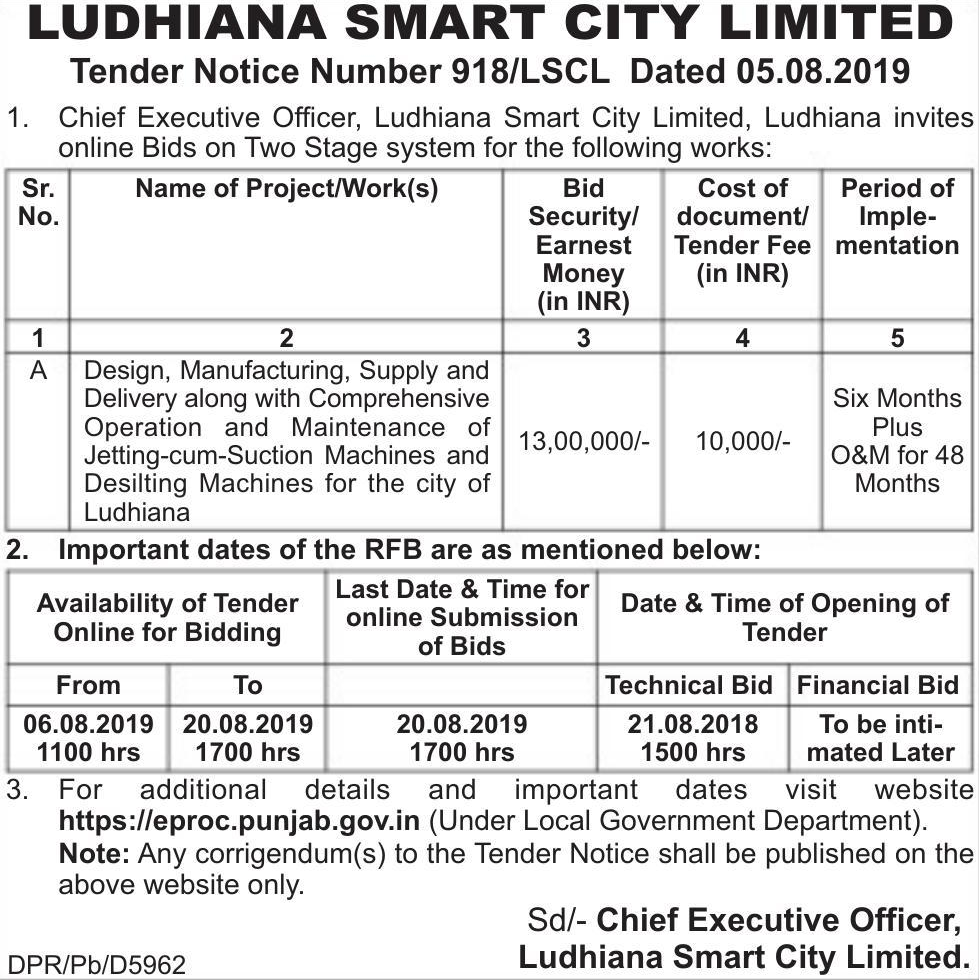 LUDHIANA SMART CITY LIMITED
Tender Notice Number 918/LSCL Dated 05.08.2019
1. Chief Executive Officer, Ludhiana Smart City Limited, Ludhiana invites
online Bids on Two Stage system for the following works:
Sr.
No.
Name of Project/Work(s)
Bid
Security/
Earnest
Money
(in INR)
Cost of
document/
Tender Fee
(in INR)
Period of
Imple-
mentation
1
2
3
4
5
A
Design, Manufacturing, Supply and
Delivery along with Comprehensive
Operation and Maintenance of
Jetting-cum-Suction Machines and
Desilting Machines for the city of
Ludhiana
13,00,000/-
10,000/-
Six Months
Plus
O&M for 48
Months
2. Important dates of the RFB are as mentioned below:
Availability of Tender
Online for Bidding
Last Date & Time for
online Submission
of Bids
Date & Time of Opening of
Tender
From
To
Technical Bid
Financial Bid
06.08.2019
1100 hrs
20.08.2019
1700 hrs
20.08.2019
1700 hrs
21.08.2018
1500 hrs
To be inti-
mated Later
3. For additional details and important dates visit website
https://eproc.punjab.gov.in (Under Local Government Department).
Note: Any corrigendum(s) to the Tender Notice shall be published on the
above website only.
Sd/- Chief Executive Officer,
Ludhiana Smart City Limited.
DPR/Pb/D5962